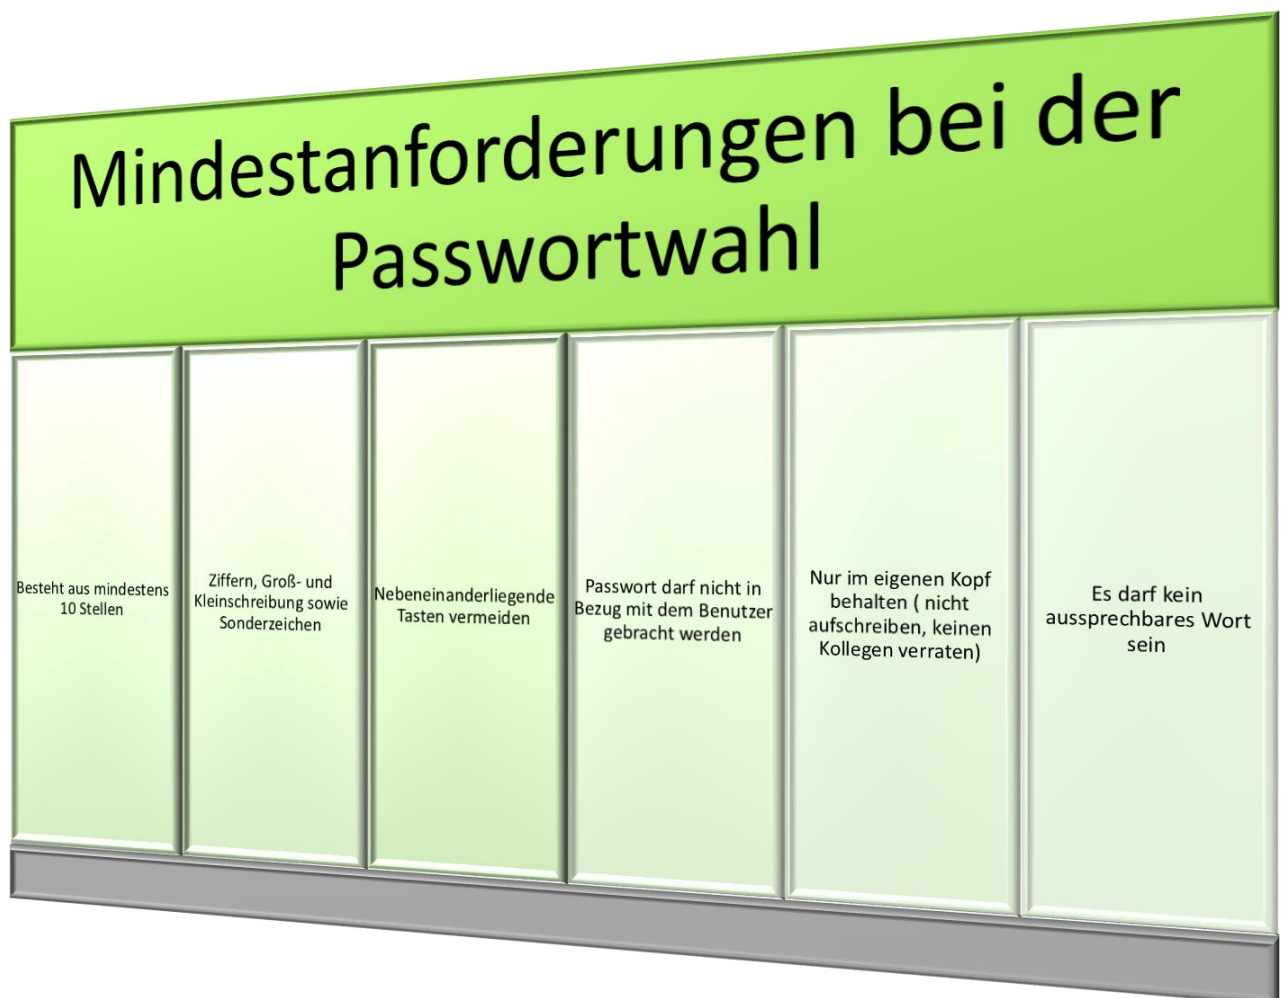 Mindestanforderungen bei der
Passwortwahl
Besteht aus mindestens
10 Stellen
Ziffern, Groß- und
Kleinschreibung sowie
Sonderzeichen
Nebeneinanderliegende
Tasten vermeiden
Passwort darf nicht in
Bezug mit dem Benutzer
gebracht werden
Nur im eigenen Kopf
behalten ( nicht
aufschreiben, keinen
Kollegen verraten)
Es darf kein
aussprechbares Wort
sein